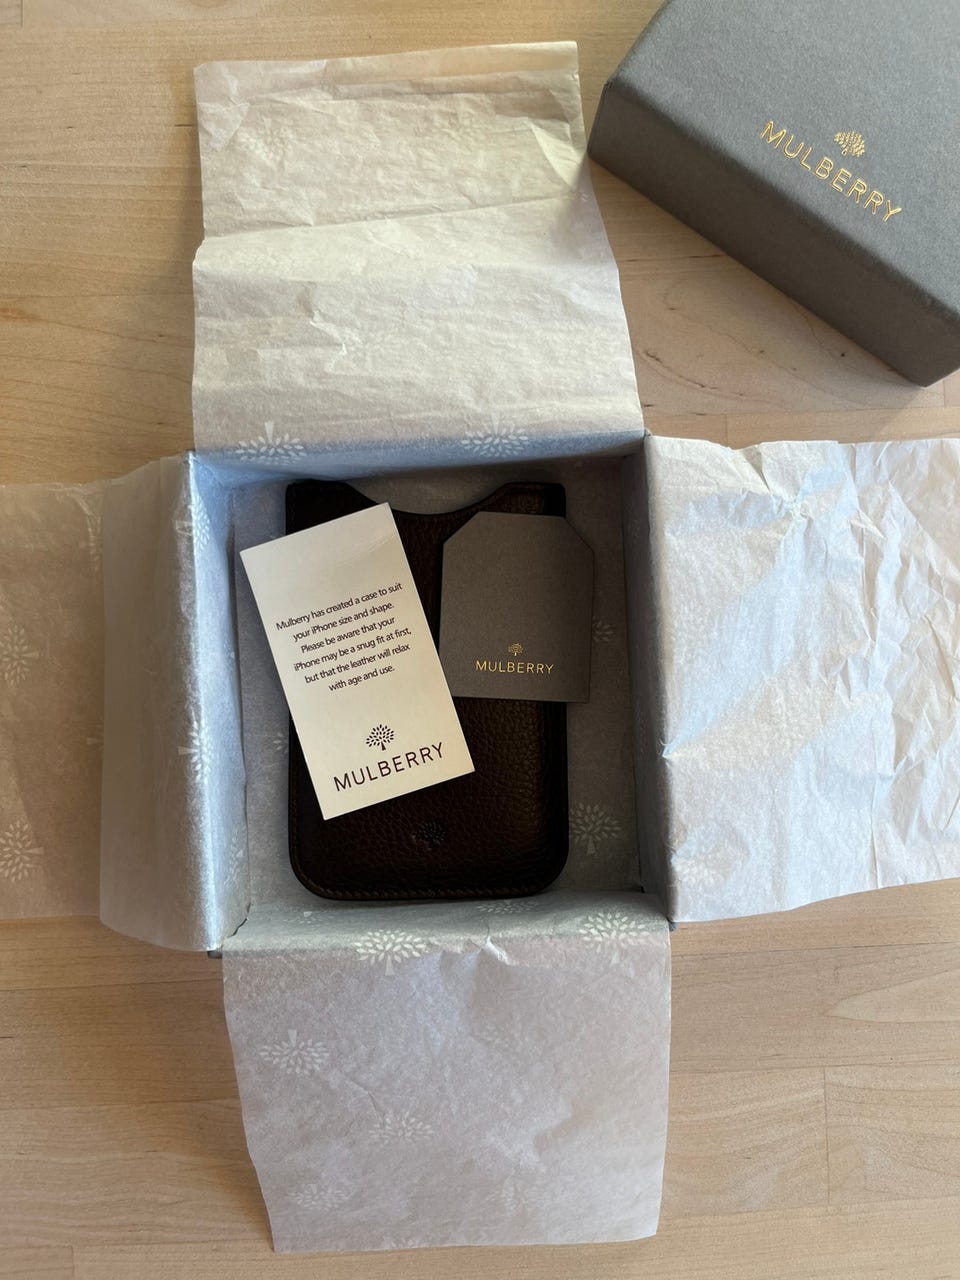 MULBERRY
Mulberry has created a case to suit
your iPhone size and shape.
Please be aware that your
iPhone may be a snug fit at first,
but that the leather will relax
with age and use.
MULBERRY
MULBERRY